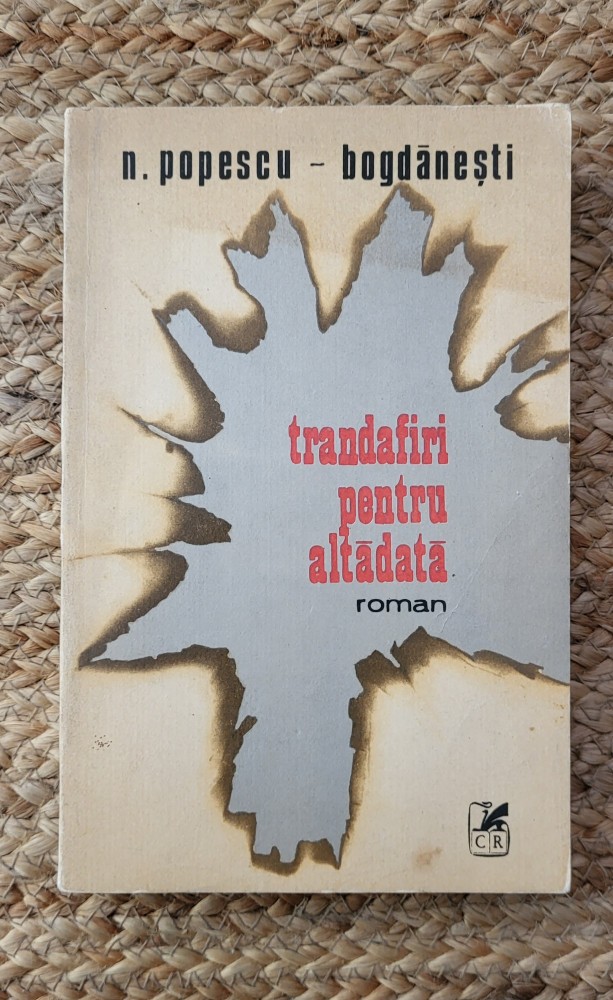 n. popescu - bogdănești
trandafiri
pentru
altădată
roman
CR